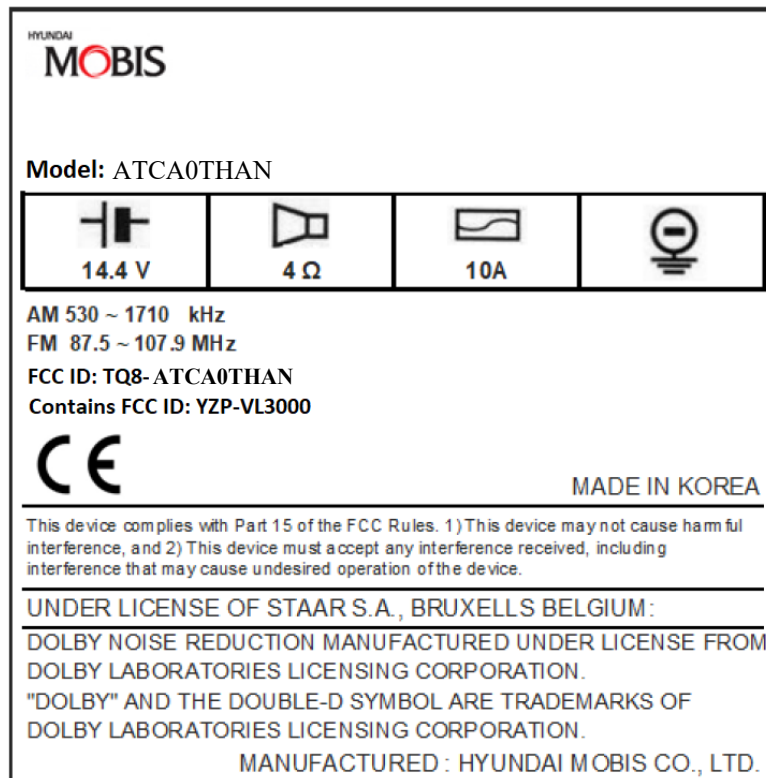 HYUNDAI
MOBIS
Model: ATCA0THAN
14.4 V 4 Ω 10A
AM 530 ~ 1710 kHz
FM 87.5 ~ 107.9 MHz
FCC ID: TQ8-ATCA0THAN
Contains FCC ID: YZP-VL3000
CE
MADE IN KOREA
This device complies with Part 15 of the FCC Rules. 1) This device may not cause harmful
interference, and 2) This device must accept any interference received, including
interference that may cause undesired operation of the device.
UNDER LICENSE OF STAAR S.A., BRUXELLS BELGIUM:
DOLBY NOISE REDUCTION MANUFACTURED UNDER LICENSE FROM
DOLBY LABORATORIES LICENSING CORPORATION.
"DOLBY" AND THE DOUBLE-D SYMBOL ARE TRADEMARKS OF
DOLBY LABORATORIES LICENSING CORPORATION.
MANUFACTURED : HYUNDAI MOBIS CO., LTD.